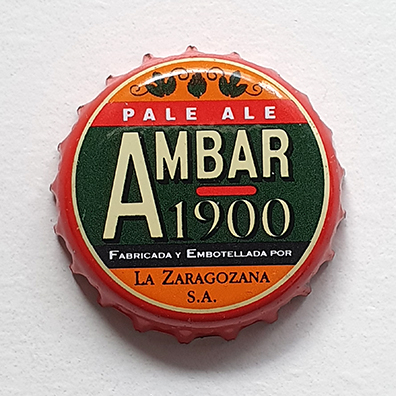 PALE ALE
AMBAR
1900
FABRICADA Y EMBOTELLADA POR
LA ZARAGOZANA
S.A.